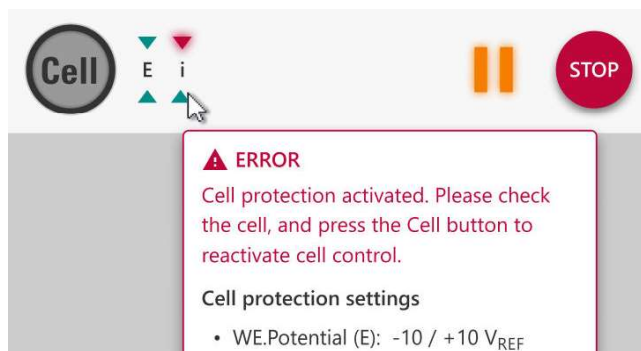 Cell E i STOP
ERROR
Cell protection activated. Please check
the cell, and press the Cell button to
reactivate cell control.
Cell protection settings
• WE.Potential (E): -10 / +10 VREF